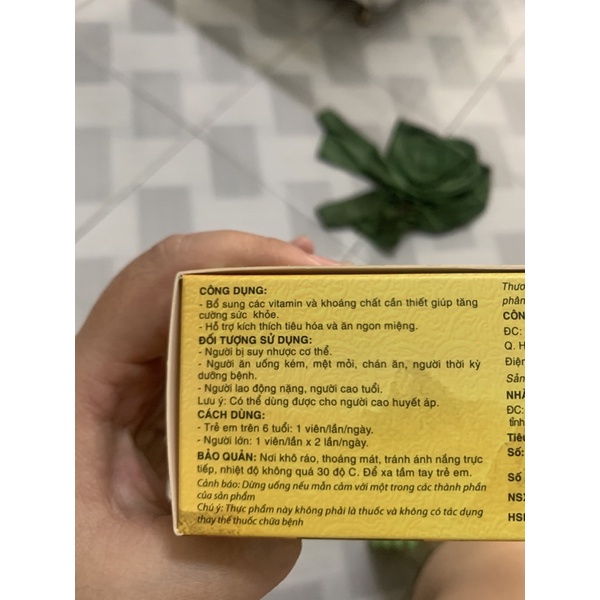 CÔNG DỤNG:
- Bổ sung các vitamin và khoáng chất cần thiết giúp tăng
cường sức khỏe.
- Hỗ trợ kích thích tiêu hóa và ăn ngon miệng.
ĐỐI TƯỢNG SỬ DỤNG:
- Người bị suy nhược cơ thể.
- Người ăn uống kém, mệt mỏi, chán ăn, người thời kỳ
dưỡng bệnh.
- Người lao động nặng, người cao tuổi.
Lưu ý: Có thể dùng được cho người cao huyết áp.
CÁCH DÙNG:
- Trẻ em trên 6 tuổi: 1 viên/lần/ngày.
- Người lớn: 1 viên/lần x 2 lần/ngày.
BẢO QUẢN: Nơi khô ráo, thoáng mát, tránh ánh nắng trực
tiếp, nhiệt độ không quá 30 độ C. Để xa tầm tay trẻ em.
Cảnh báo: Dừng uống nếu mẫn cảm với một trong các thành phần
của sản phẩm
Chú ý: Thực phẩm này không phải là thuốc và không có tác dụng
thay thế thuốc chữa bệnh
Thươ
phân
CÔN
ĐC:
Q. H
Điện
Sản
NHÀ
ĐC:
tỉnh
Tiêu
Số:
Số
NSX
HSD